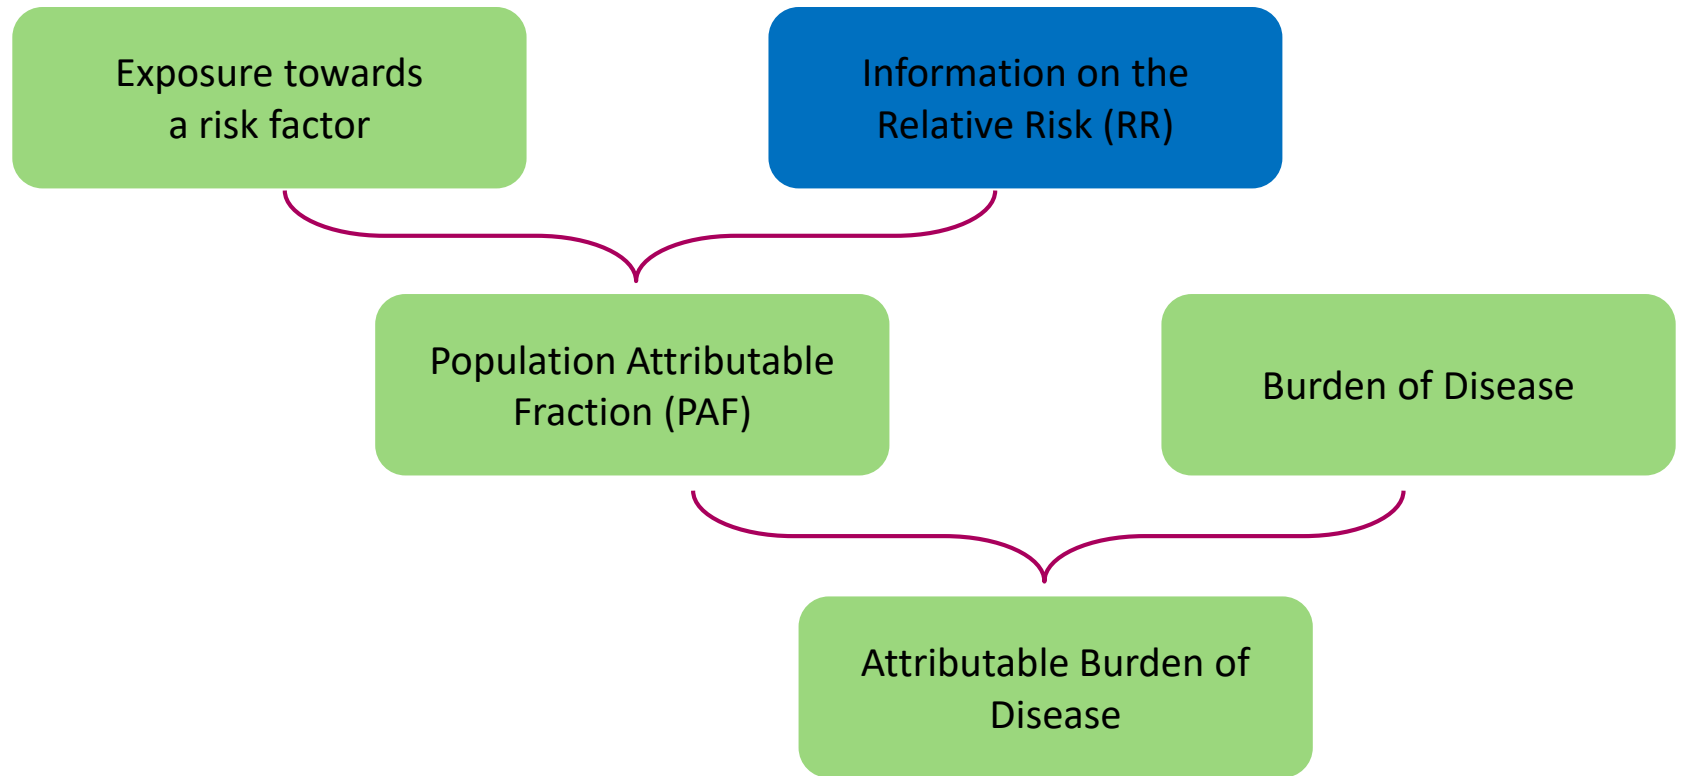 Exposure towards
a risk factor
Information on the
Relative Risk (RR)
Population Attributable
Fraction (PAF)
Burden of Disease
Attributable Burden of
Disease